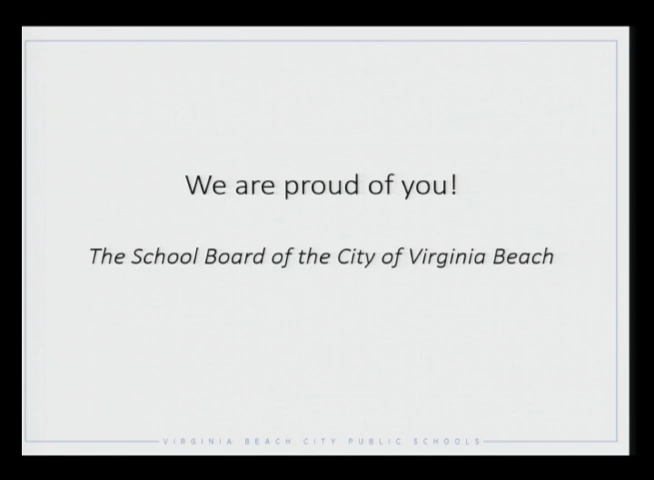 We are proud of you!
The School Board of the City of Virginia Beach
VIRGINIA BEACH CITY PUBLIC SCHOOLS